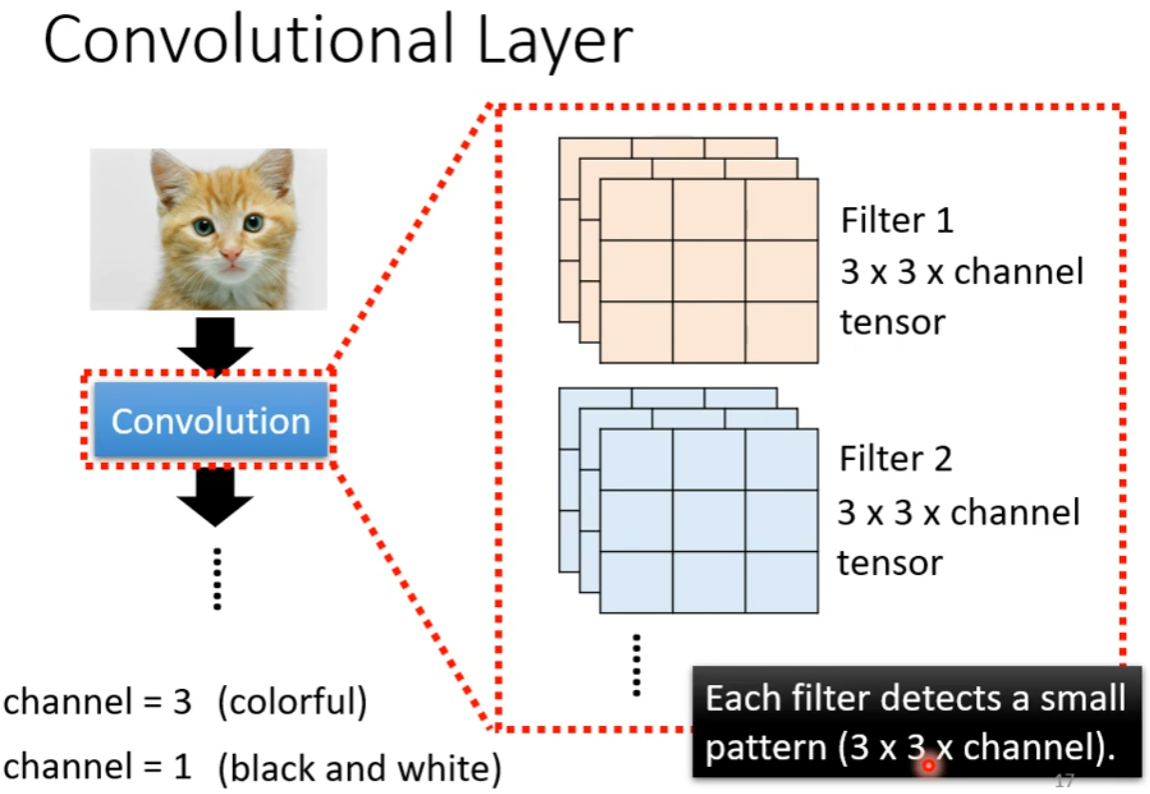 Convolutional Layer
Filter 1
3 x 3 x channel
tensor
Convolution
Filter 2
3 x 3 x channel
tensor
channel = 3 (colorful)
channel = 1 (black and white)
Each filter detects a small
pattern (3 x 3 x channel).
17